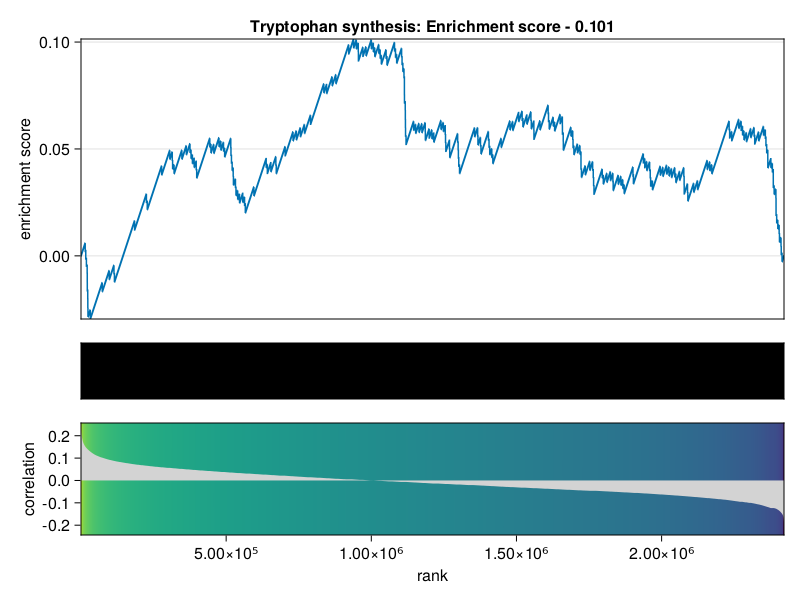 Tryptophan synthesis: Enrichment score - 0.101
0.10
0.05
0.00
enrichment score
0.2
0.1
0.0
-0.1
-0.2
correlation
5.00×10⁵ 1.00×10⁶ 1.50×10⁶ 2.00×10⁶
rank